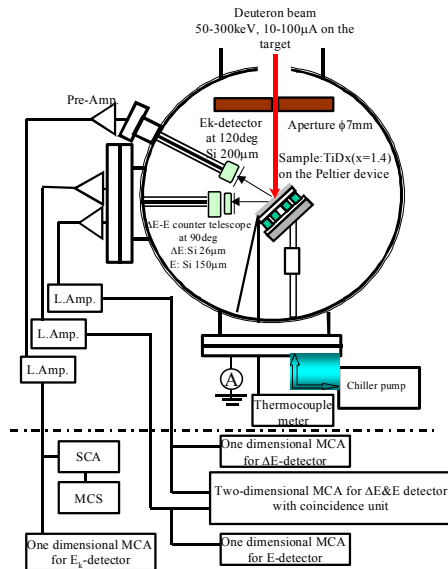 Deuteron beam
50-300keV, 10-100μA on the
target
Pre-Amp.
Ek-detector
at 120deg
Si 200μm
Aperture ϕ7mm
Sample:TiDx(x=1.4)
on the Peltier device
ΔE-E counter telescope
at 90deg
ΔE:Si 26μm
E: Si 150μm
L.Amp.
L.Amp.
L.Amp.
A
Chiller pump
Thermocouple
meter
SCA
MCS
One dimensional MCA
for ΔE-detector
Two-dimensional MCA for ΔE&E detector
with coincidence unit
One dimensional MCA
for Ek-detector
One dimensional MCA
for E-detector